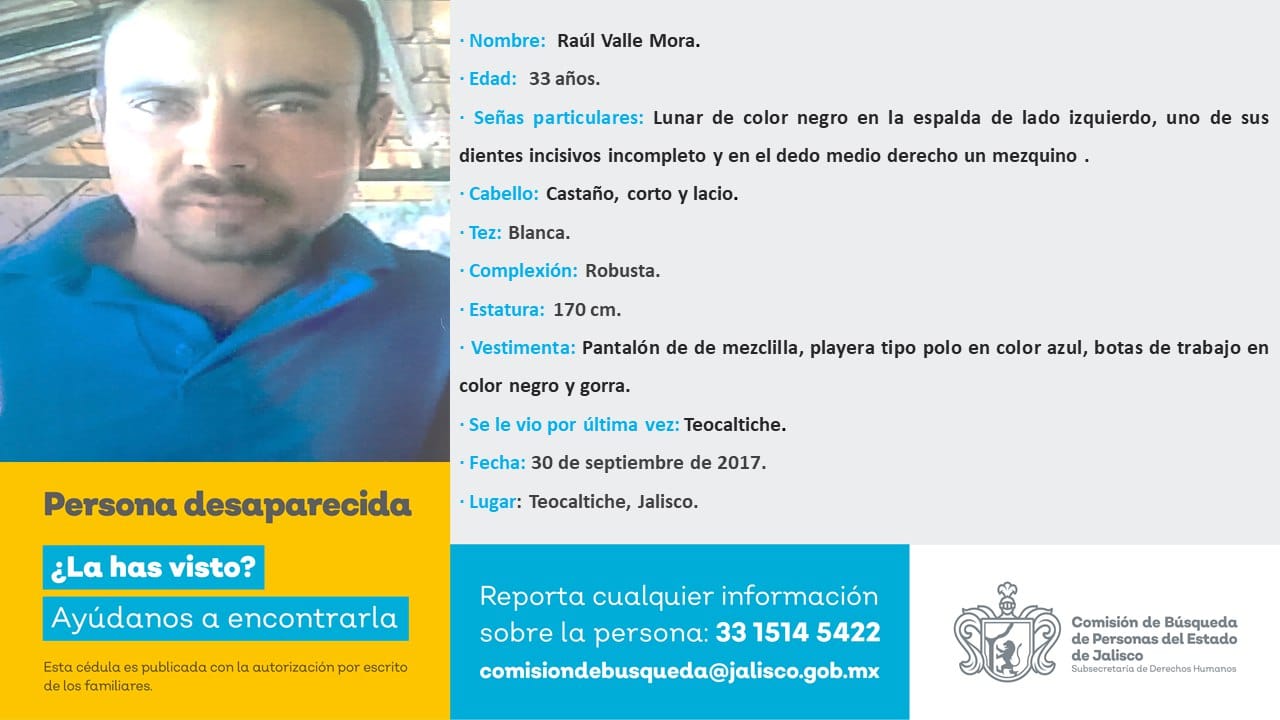 · Nombre: Raúl Valle Mora.
· Edad: 33 años.
· Señas particulares: Lunar de color negro en la espalda de lado izquierdo, uno de sus
dientes incisivos incompleto y en el dedo medio derecho un mezquino .
· Cabello: Castaño, corto y lacio.
· Tez: Blanca.
· Complexión: Robusta.
· Estatura: 170 cm.
· Vestimenta: Pantalón de de mezclilla, playera tipo polo en color azul, botas de trabajo en
color negro y gorra.
· Se le vio por última vez: Teocaltiche.
· Fecha: 30 de septiembre de 2017.
· Lugar: Teocaltiche, Jalisco.
Persona desaparecida
¿La has visto?
Ayúdanos a encontrarla
Esta cédula es publicada con la autorización por escrito
de los familiares.
Reporta cualquier información
sobre la persona: 33 1514 5422
comisiondebusqueda@jalisco.gob.mx
Comisión de Búsqueda
de Personas del Estado
de Jalisco
Subsecretaría de Derechos Humanos